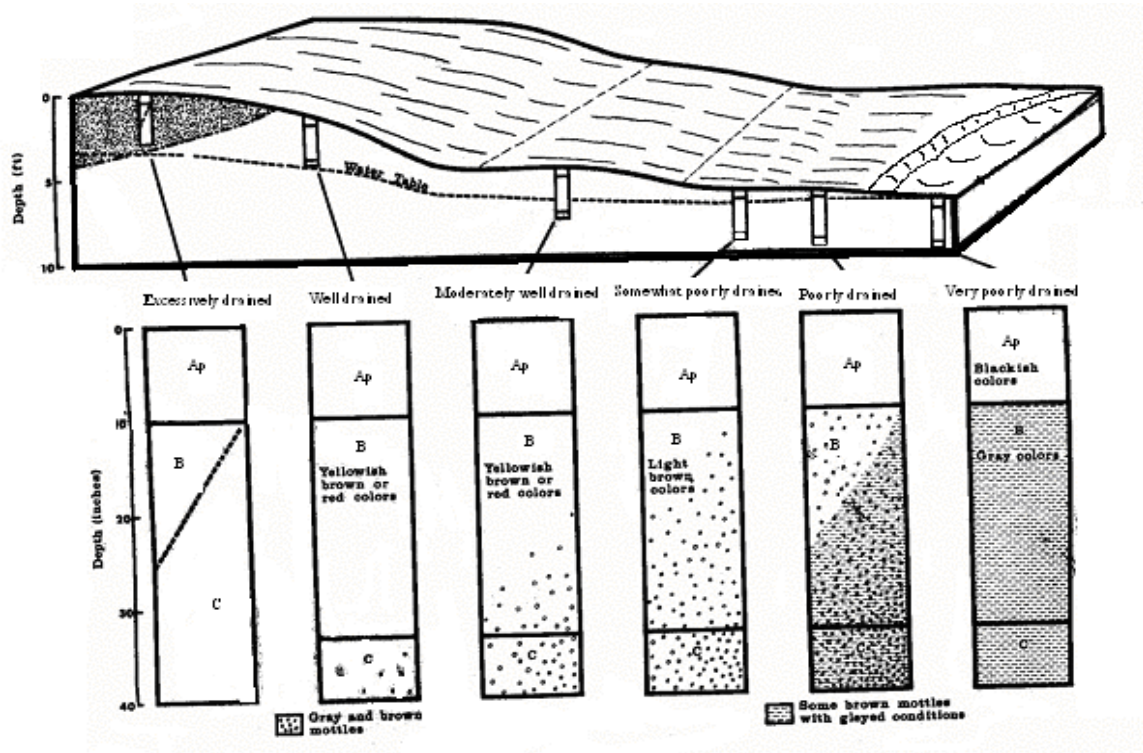 0
5
10
Depth (ft)
Water Table
Excessively drained
Well drained
Moderately well drained
Somewhat poorly drained
Poorly drained
Very poorly drained
0
10
20
30
40
Depth (inches)
Ap
B
C
Ap
B
Yellowish
brown or
red colors
C
Ap
B
Yellowish
brown or
red colors
C
Ap
B
Light
brown
colors
C
Ap
B
C
Ap
Blackish
colors
B
Gray colors
C
Gray and brown
mottles
Some brown mottles
with gleyed conditions